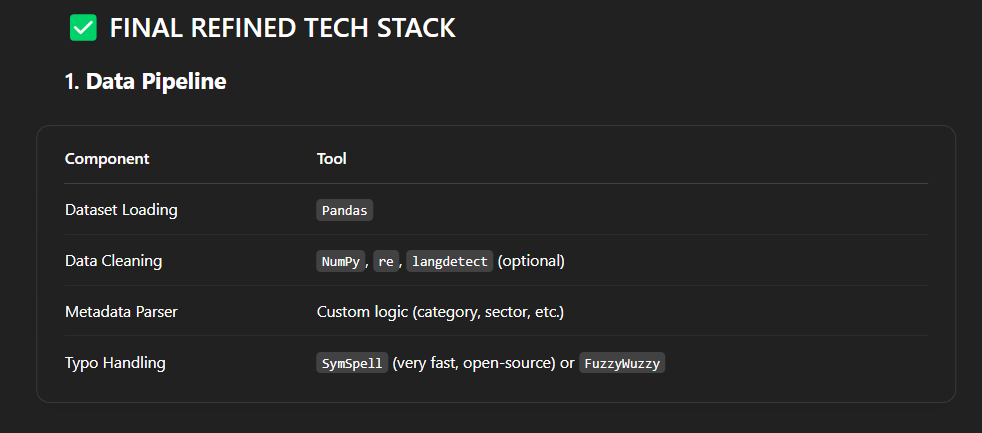 ✅ FINAL REFINED TECH STACK
1. Data Pipeline
Component Tool
Dataset Loading Pandas
Data Cleaning NumPy, re, langdetect (optional)
Metadata Parser Custom logic (category, sector, etc.)
Typo Handling SymSpell (very fast, open-source) or FuzzyWuzzy